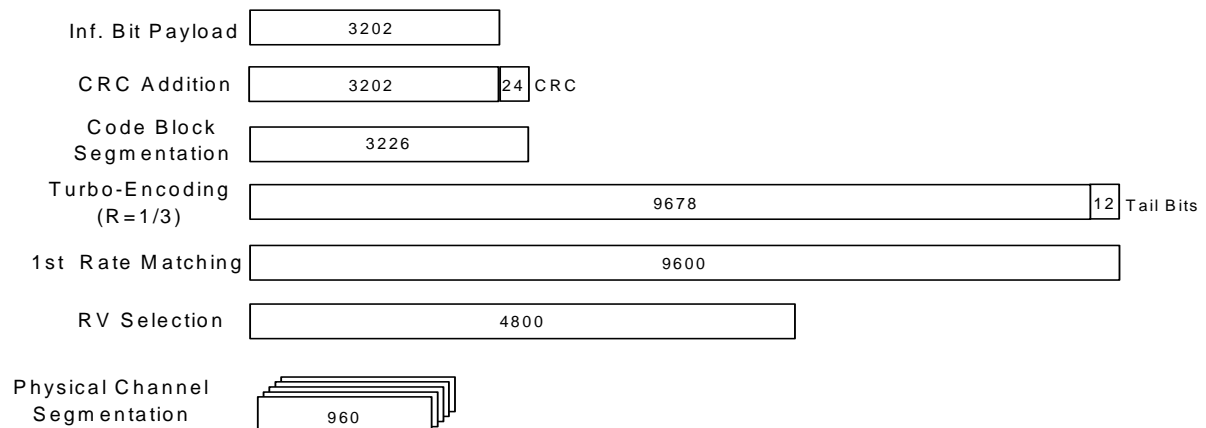 Inf. Bit Payload 3202
CRC Addition 3202 24 CRC
Code Block
Segmentation 3226
Turbo-Encoding
(R=1/3) 9678 12 Tail Bits
1st Rate Matching 9600
RV Selection 4800
Physical Channel
Segmentation 960